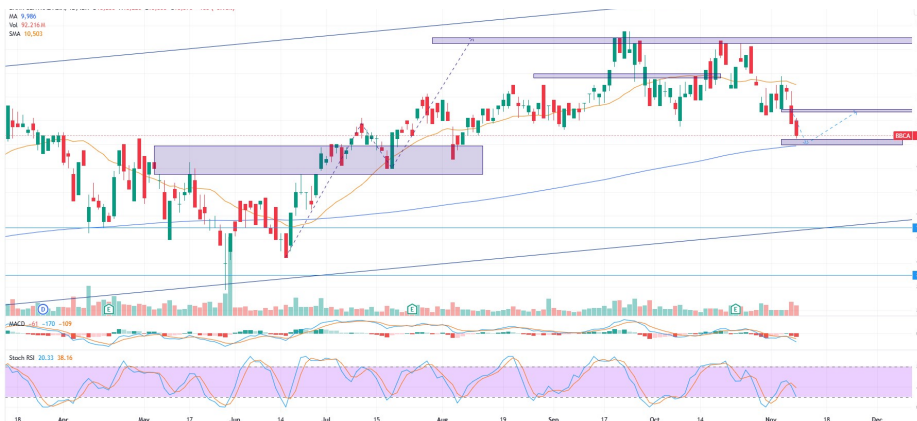 MA 9,986
Vol 92.216M
SMA 10,503
BBCA
D
E
E
E
MACD -61 -170 -109
Stoch RSI 20.33 38.16
18 Apr May 17 Jun 14 Jul 15 Aug 19 Sep 17 Oct 14 Nov 18 Dec